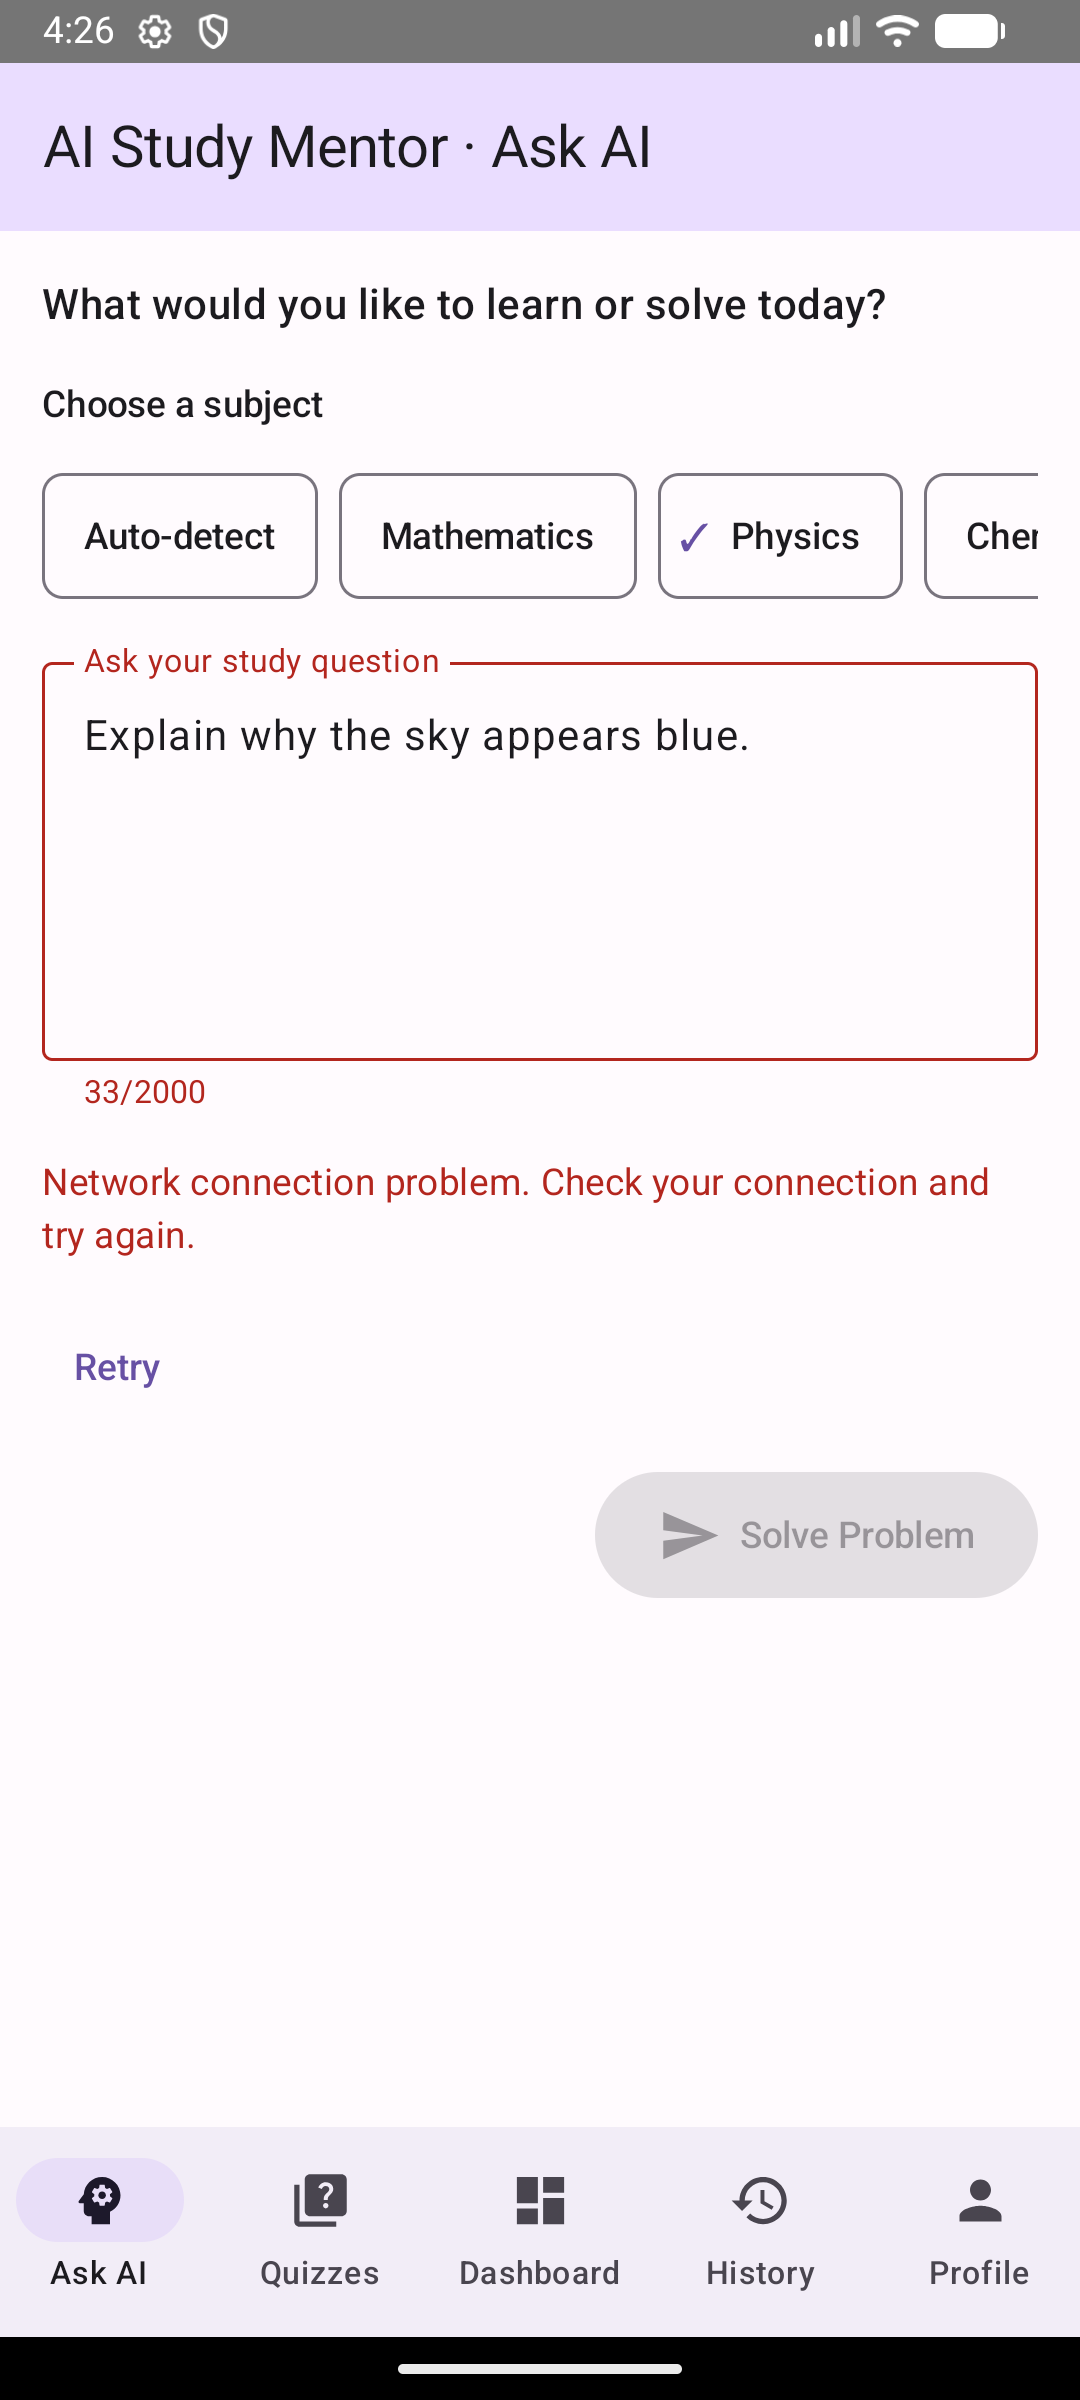 4:26
AI Study Mentor · Ask AI
What would you like to learn or solve today?
Choose a subject
Auto-detect
Mathematics
✓ Physics
Cher
Ask your study question
Explain why the sky appears blue.
33/2000
Network connection problem. Check your connection and
try again.
Retry
Solve Problem
Ask AI
Quizzes
Dashboard
History
Profile